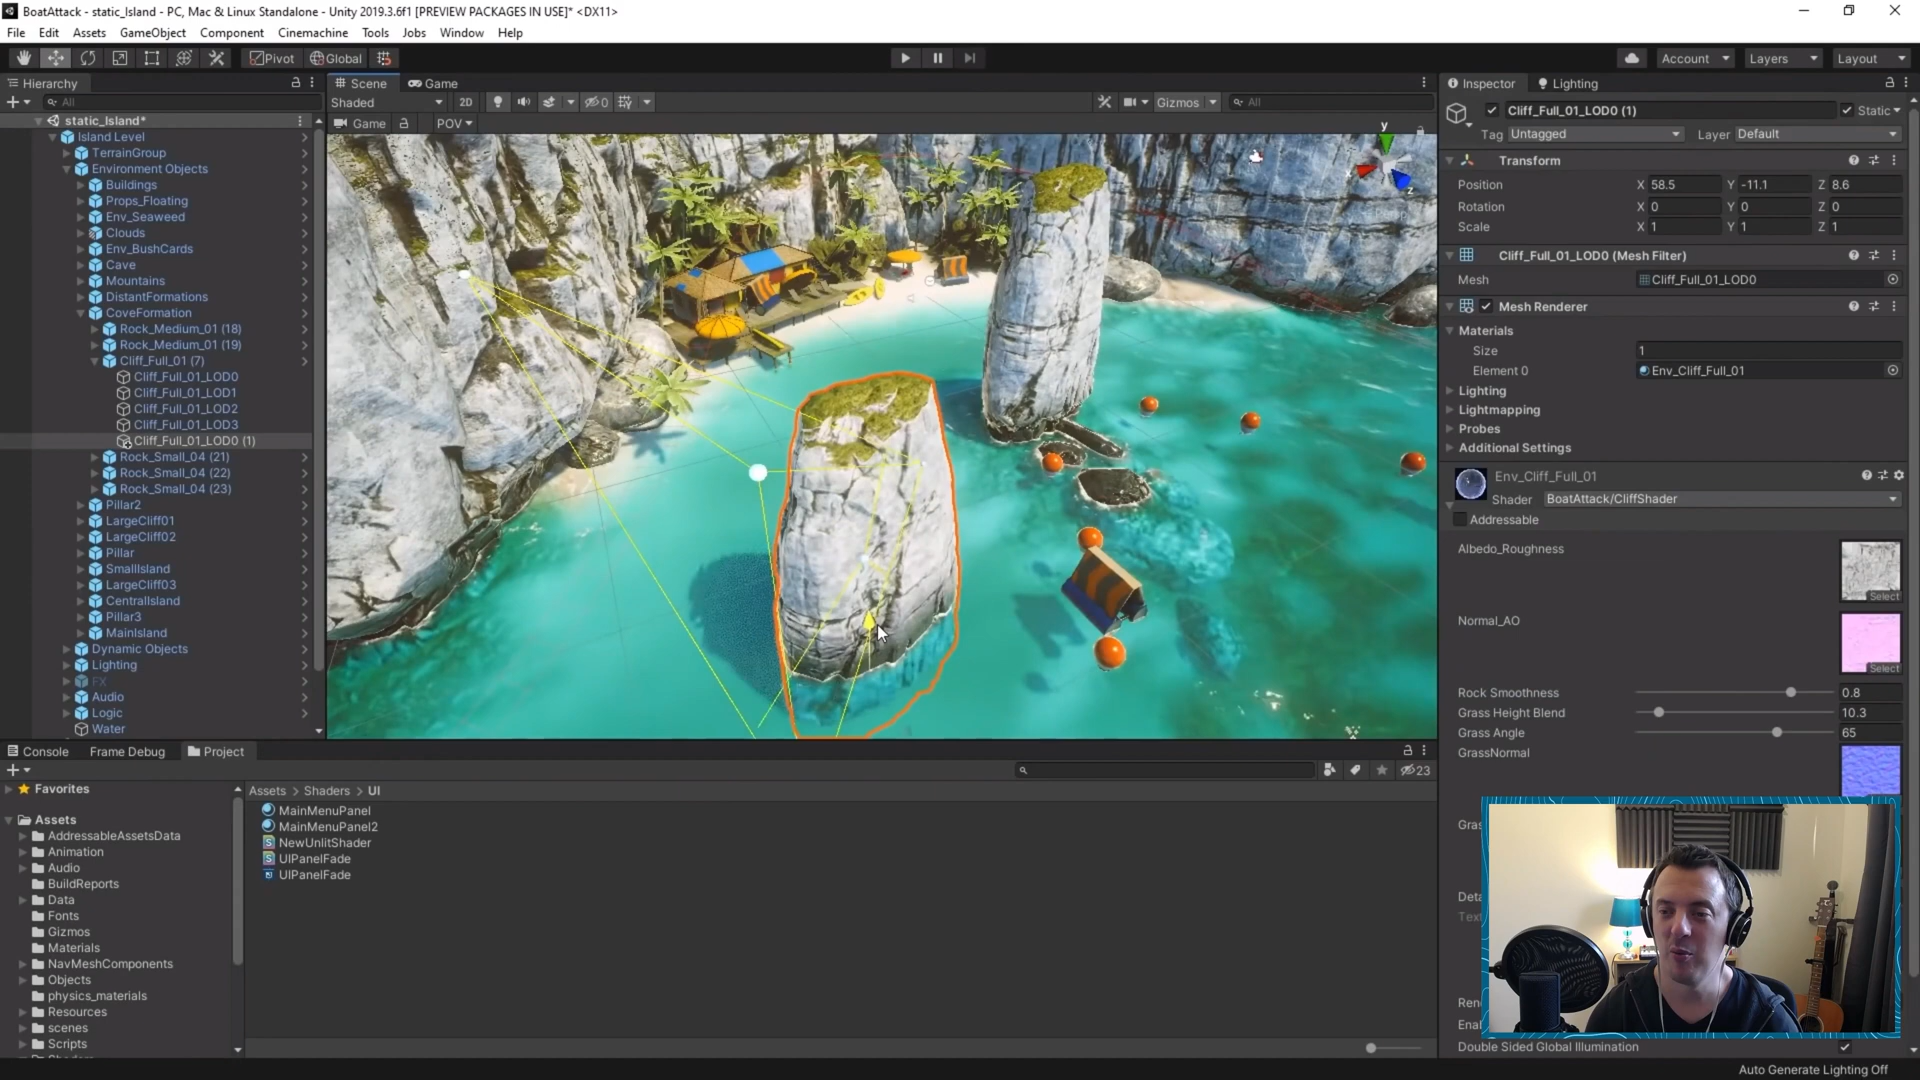 BoatAttack - static_Island - PC, Mac & Linux Standalone - Unity 2019.3.6f1 [PREVIEW PACKAGES IN USE]* <DX11>
File Edit Assets GameObject Component Cinemachine Tools Jobs Window Help
Pivot Global Account Layers Layout
Hierarchy
All
static_Island*
Island Level
TerrainGroup
Environment Objects
Buildings
Props_Floating
Env_Seaweed
Clouds
Env_BushCards
Cave
Mountains
DistantFormations
CoveFormation
Rock_Medium_01 (18)
Rock_Medium_01 (19)
Cliff_Full_01 (7)
Cliff_Full_01_LOD0
Cliff_Full_01_LOD1
Cliff_Full_01_LOD2
Cliff_Full_01_LOD3
Cliff_Full_01_LOD0 (1)
Rock_Small_04 (21)
Rock_Small_04 (22)
Rock_Small_04 (23)
Pillar2
LargeCliff01
LargeCliff02
Pillar
SmallIsland
LargeCliff03
CentralIsland
Pillar3
MainIsland
Dynamic Objects
Lighting
FX
Audio
Logic
Water
Scene Game
Shaded 2D 0 Gizmos All
Game POV
y
x
z
Inspector Lighting
Cliff_Full_01_LOD0 (1) Static
Tag Untagged Layer Default
Transform
Position X 58.5 Y -11.1 Z 8.6
Rotation X 0 Y 0 Z 0
Scale X 1 Y 1 Z 1
Cliff_Full_01_LOD0 (Mesh Filter)
Mesh Cliff_Full_01_LOD0
Mesh Renderer
Materials
Size 1
Element 0 Env_Cliff_Full_01
Lighting
Lightmapping
Probes
Additional Settings
Env_Cliff_Full_01
Shader BoatAttack/CliffShader
Addressable
Albedo_Roughness
Select
Normal_AO
Select
Rock Smoothness 0.8
Grass Height Blend 10.3
Grass Angle 65
GrassNormal
Gras
Deta
Text
Ren
Enal
Double Sided Global Illumination
Console Frame Debug Project
23
Favorites
Assets
AddressableAssetsData
Animation
Audio
BuildReports
Data
Fonts
Gizmos
Materials
NavMeshComponents
Objects
physics_materials
Resources
scenes
Scripts
Assets > Shaders > UI
MainMenuPanel
MainMenuPanel2
NewUnlitShader
UIPanelFade
UIPanelFade
Auto Generate Lighting Off